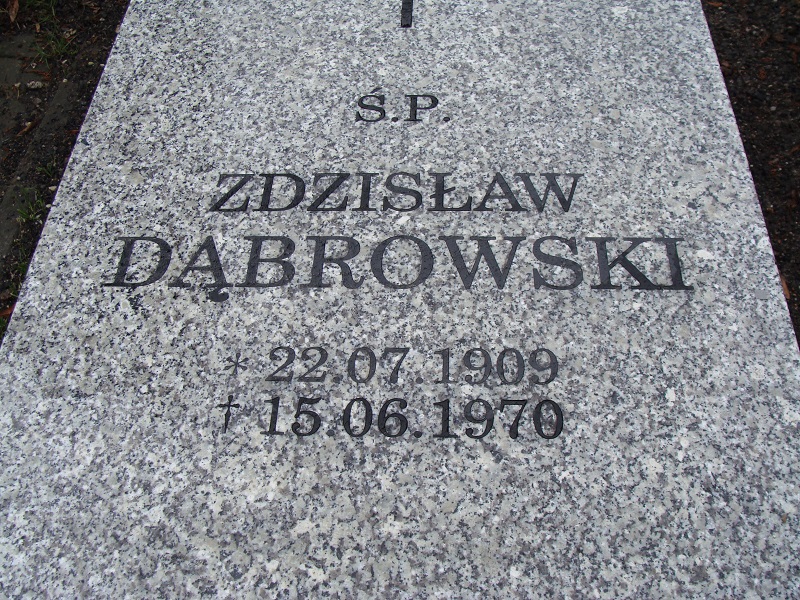 Ś.P.
ZDZISŁAW
DĄBROWSKI
* 22.07.1909
† 15.06.1970